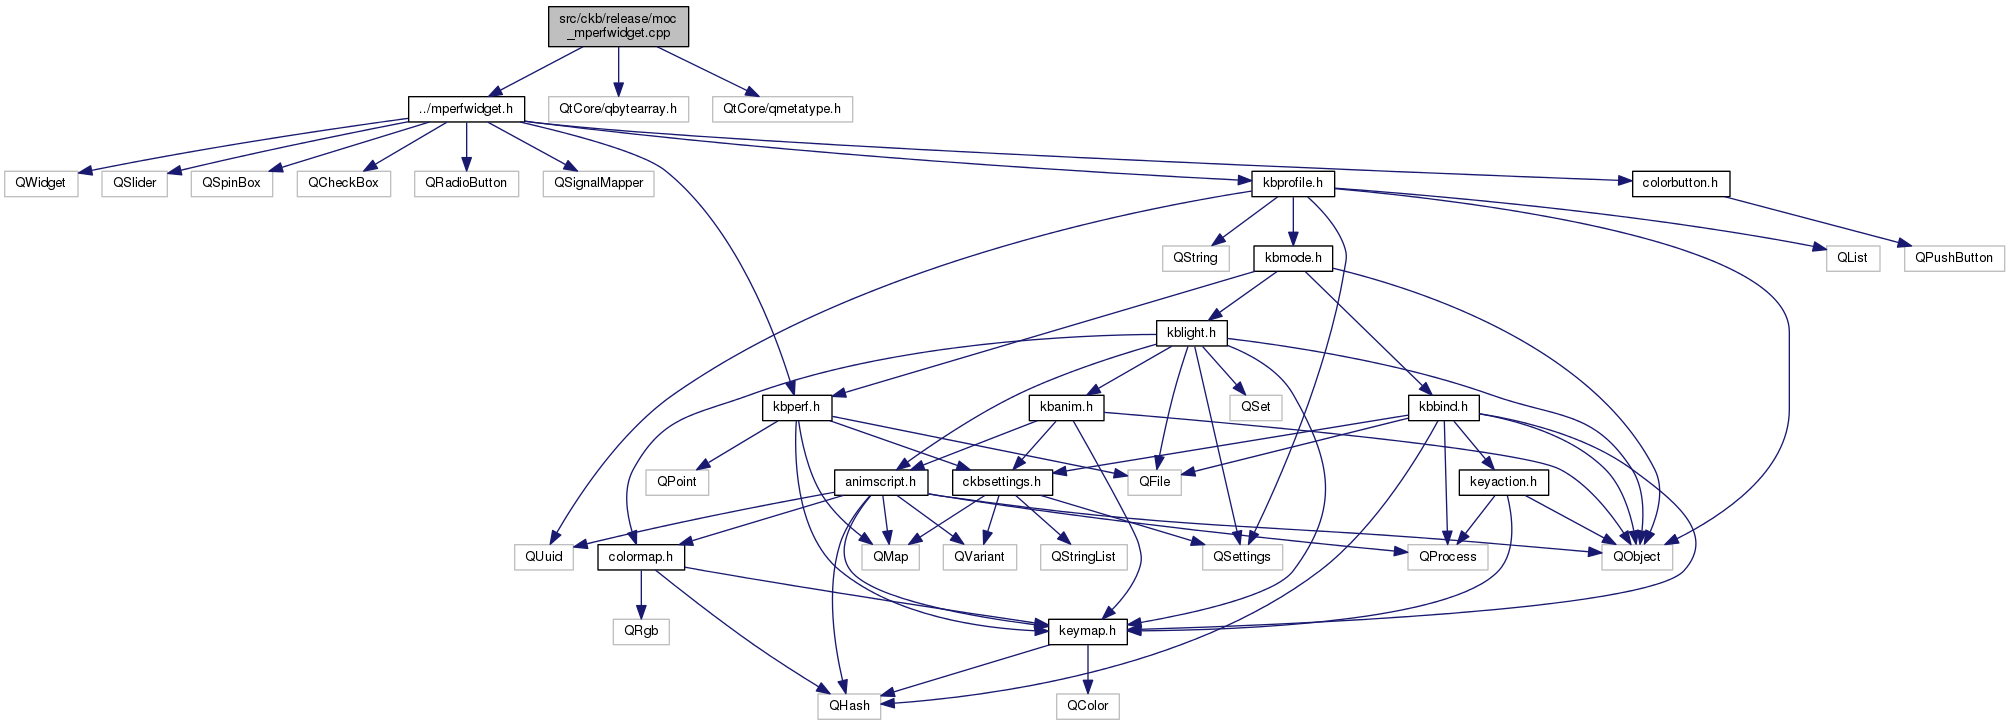 src/ckb/release/moc
_mperfwidget.cpp
../mperfwidget.h
QtCore/qbytearray.h
QtCore/qmetatype.h
QWidget
QSlider
QSpinBox
QCheckBox
QRadioButton
QSignalMapper
kbprofile.h
colorbutton.h
QString
kbmode.h
QList
QPushButton
kblight.h
kbperf.h
kbanim.h
QSet
kbbind.h
QPoint
animscript.h
ckbsettings.h
QFile
keyaction.h
QUuid
colormap.h
QMap
QVariant
QStringList
QSettings
QProcess
QObject
QRgb
keymap.h
QHash
QColor